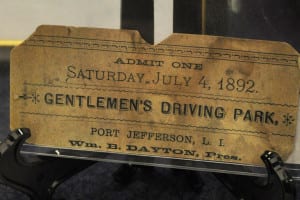 ADMIT ONE
SATURDAY, JULY 4, 1892.
GENTLEMEN'S DRIVING PARK,
PORT JEFFERSON, L. I.
WM. B. DAYTON, Pres.